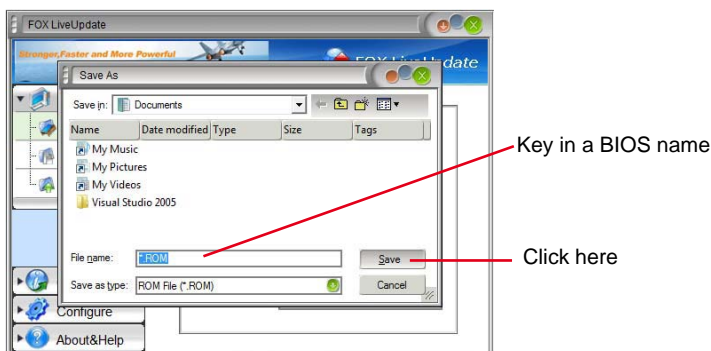 FOX LiveUpdate
Stronger,Faster and More Powerful
FOX LiveUpdate
Save As
Save in: Documents
Name Date modified Type Size Tags
My Music
My Pictures
My Videos
Visual Studio 2005
File name: *.ROM
Save
Save as type: ROM File (*.ROM)
Cancel
Configure
About&Help
Key in a BIOS name
Click here